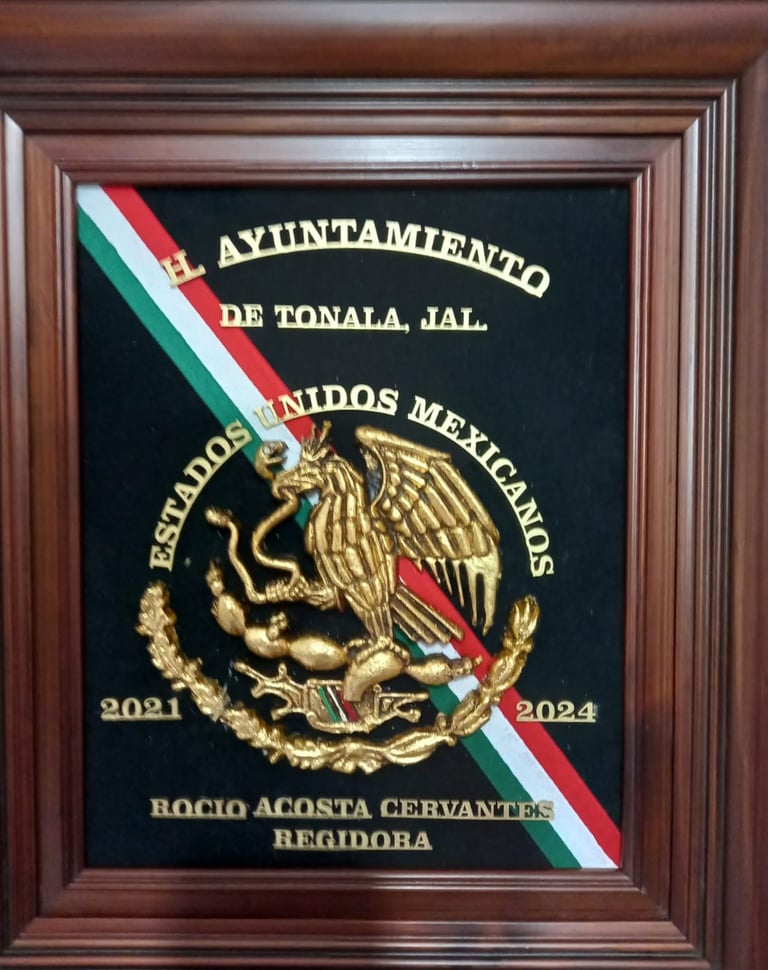 H. AYUNTAMIENTO
DE TONALA, JAL.
ESTADOS UNIDOS MEXICANOS
2021
2024
ROCIO ACOSTA CERVANTES
REGIDORA